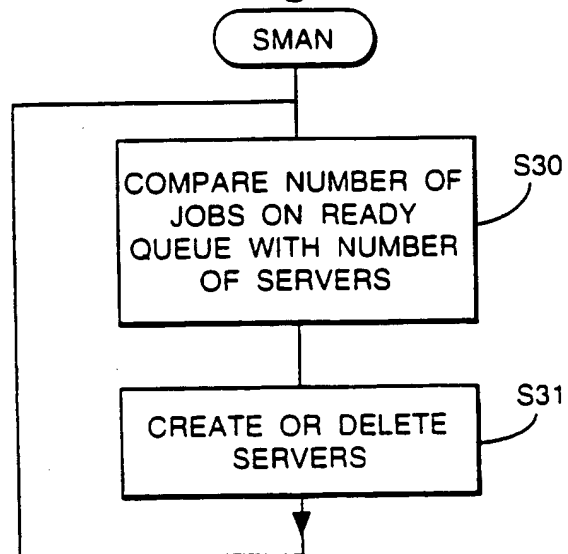 SMAN
COMPARE NUMBER OF
JOBS ON READY
QUEUE WITH NUMBER
OF SERVERS
S30
CREATE OR DELETE
SERVERS
S31